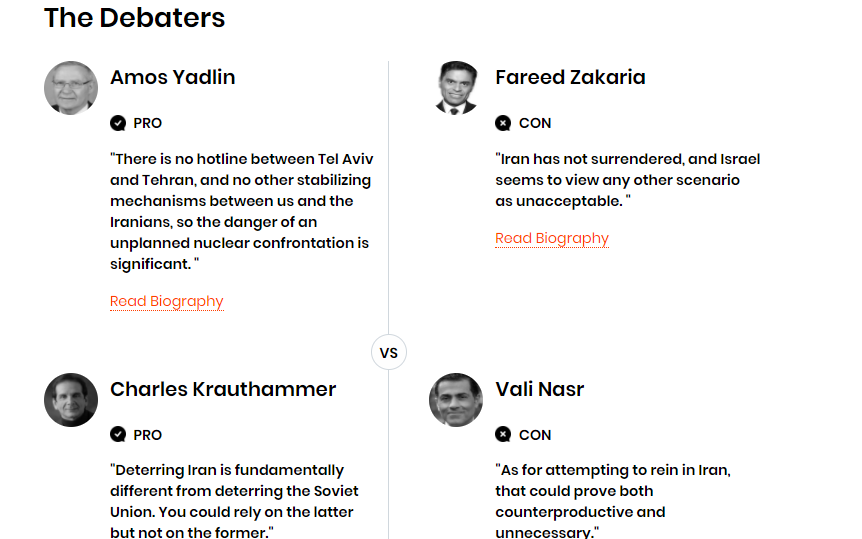 The Debaters
Amos Yadlin
PRO
"There is no hotline between Tel Aviv
and Tehran, and no other stabilizing
mechanisms between us and the
Iranians, so the danger of an
unplanned nuclear confrontation is
significant. "
Read Biography
Fareed Zakaria
CON
"Iran has not surrendered, and Israel
seems to view any other scenario
as unacceptable. "
Read Biography
VS
Charles Krauthammer
PRO
"Deterring Iran is fundamentally
different from deterring the Soviet
Union. You could rely on the latter
but not on the former."
Vali Nasr
CON
"As for attempting to rein in Iran,
that could prove both
counterproductive and
unnecessary."